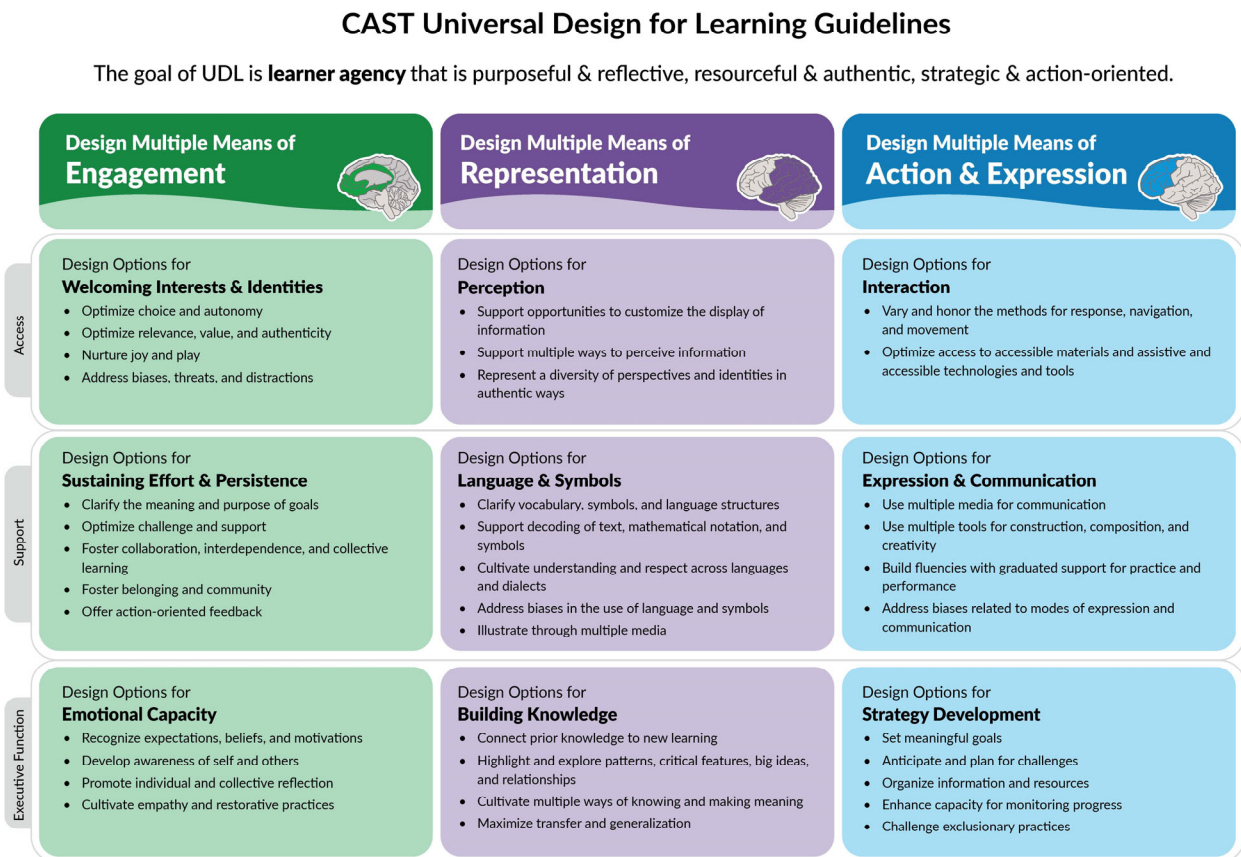 CAST Universal Design for Learning Guidelines
The goal of UDL is learner agency that is purposeful & reflective, resourceful & authentic, strategic & action-oriented.
Design Multiple Means of
Engagement
Design Multiple Means of
Representation
Design Multiple Means of
Action & Expression
Access
Design Options for
Welcoming Interests & Identities
• Optimize choice and autonomy
• Optimize relevance, value, and authenticity
• Nurture joy and play
• Address biases, threats, and distractions
Design Options for
Perception
• Support opportunities to customize the display of
information
• Support multiple ways to perceive information
• Represent a diversity of perspectives and identities in
authentic ways
Design Options for
Interaction
• Vary and honor the methods for response, navigation,
and movement
• Optimize access to accessible materials and assistive and
accessible technologies and tools
Support
Design Options for
Sustaining Effort & Persistence
• Clarify the meaning and purpose of goals
• Optimize challenge and support
• Foster collaboration, interdependence, and collective
learning
• Foster belonging and community
• Offer action-oriented feedback
Design Options for
Language & Symbols
• Clarify vocabulary, symbols, and language structures
• Support decoding of text, mathematical notation, and
symbols
• Cultivate understanding and respect across languages
and dialects
• Address biases in the use of language and symbols
• Illustrate through multiple media
Design Options for
Expression & Communication
• Use multiple media for communication
• Use multiple tools for construction, composition, and
creativity
• Build fluencies with graduated support for practice and
performance
• Address biases related to modes of expression and
communication
Executive Function
Design Options for
Emotional Capacity
• Recognize expectations, beliefs, and motivations
• Develop awareness of self and others
• Promote individual and collective reflection
• Cultivate empathy and restorative practices
Design Options for
Building Knowledge
• Connect prior knowledge to new learning
• Highlight and explore patterns, critical features, big ideas,
and relationships
• Cultivate multiple ways of knowing and making meaning
• Maximize transfer and generalization
Design Options for
Strategy Development
• Set meaningful goals
• Anticipate and plan for challenges
• Organize information and resources
• Enhance capacity for monitoring progress
• Challenge exclusionary practices